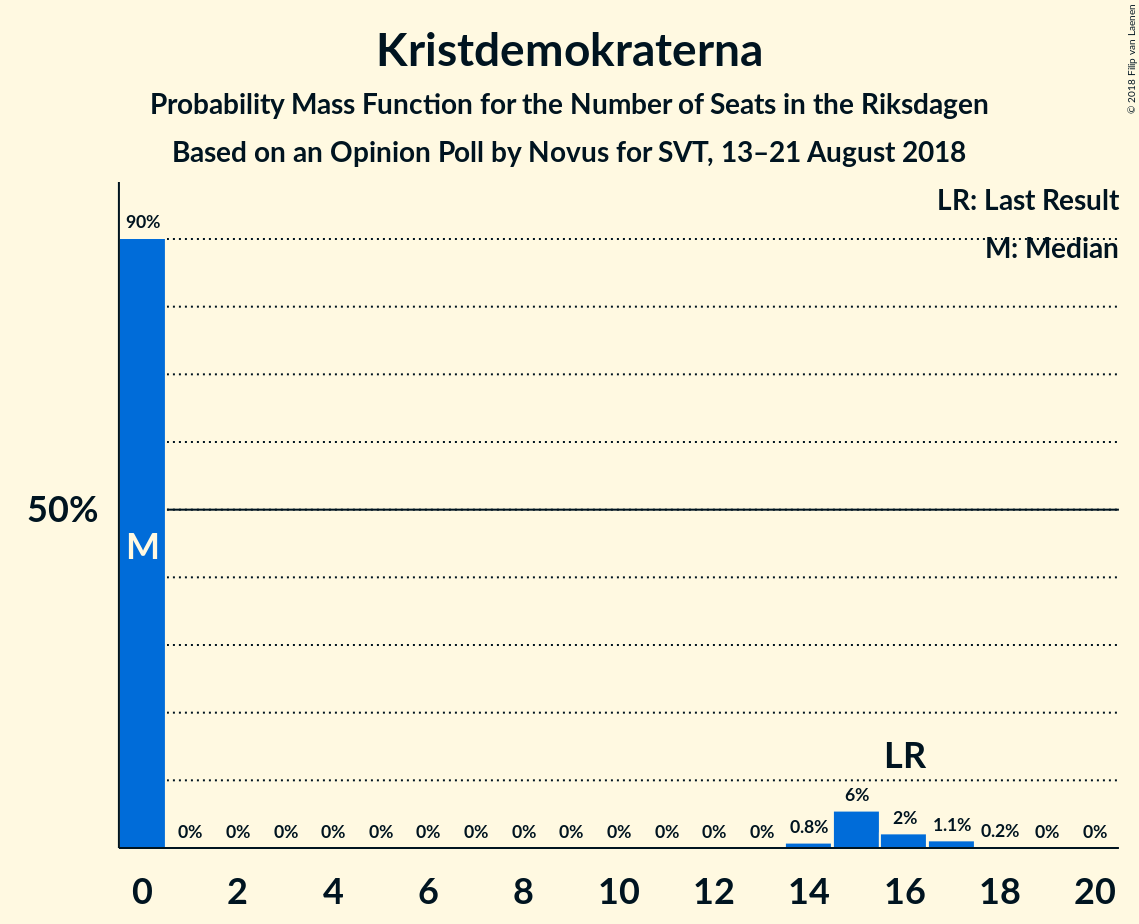 Kristdemokraterna
Probability Mass Function for the Number of Seats in the Riksdagen
Based on an Opinion Poll by Novus for SVT, 13–21 August 2018
© 2018 Filip van Laenen
LR: Last Result
M: Median
90%
50%
M
LR
0% 0% 0% 0% 0% 0% 0% 0% 0% 0% 0% 0% 0% 0.8% 6% 2% 1.1% 0.2% 0% 0%
0 2 4 6 8 10 12 14 16 18 20